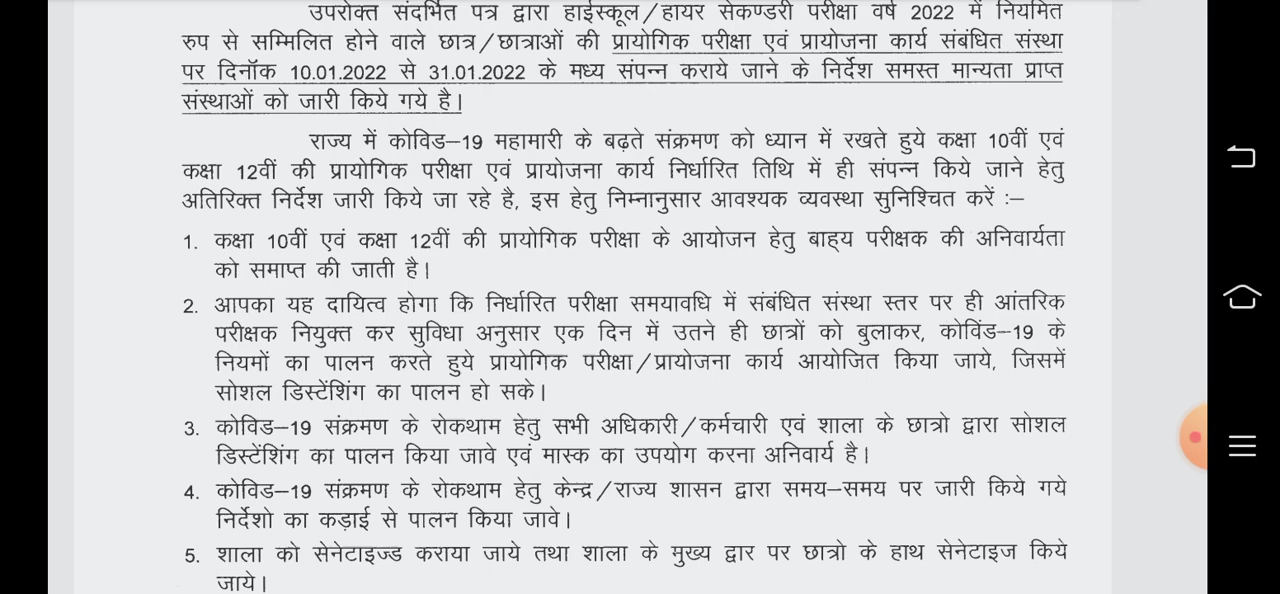 उपरोक्त संदर्भित पत्र द्वारा हाईस्कूल/हायर सेकण्डरी परीक्षा वर्ष 2022 में नियमित
रुप से सम्मिलित होने वाले छात्र/छात्राओं की प्रायोगिक परीक्षा एवं प्रायोजना कार्य संबंधित संस्था
पर दिनॉक 10.01.2022 से 31.01.2022 के मध्य संपन्न कराये जाने के निर्देश समस्त मान्यता प्राप्त
संस्थाओं को जारी किये गये है।
राज्य में कोविड–19 महामारी के बढ़ते संक्रमण को ध्यान में रखते हुये कक्षा 10वीं एवं
कक्षा 12वीं की प्रायोगिक परीक्षा एवं प्रायोजना कार्य निर्धारित तिथि में ही संपन्न किये जाने हेतु
अतिरिक्त निर्देश जारी किये जा रहे है, इस हेतु निम्नानुसार आवश्यक व्यवस्था सुनिश्चित करें :–
1. कक्षा 10वीं एवं कक्षा 12वीं की प्रायोगिक परीक्षा के आयोजन हेतु बाह्य परीक्षक की अनिवार्यता
को समाप्त की जाती है।
2. आपका यह दायित्व होगा कि निर्धारित परीक्षा समयावधि में संबंधित संस्था स्तर पर ही आंतरिक
परीक्षक नियुक्त कर सुविधा अनुसार एक दिन में उतने ही छात्रों को बुलाकर, कोविंड–19 के
नियमों का पालन करते हुये प्रायोगिक परीक्षा/प्रायोजना कार्य आयोजित किया जाये, जिसमें
सोशल डिस्टेंशिंग का पालन हो सके।
3. कोविड–19 संक्रमण के रोकथाम हेतु सभी अधिकारी/कर्मचारी एवं शाला के छात्रो द्वारा सोशल
डिस्टेंशिंग का पालन किया जावे एवं मास्क का उपयोग करना अनिवार्य है।
4. कोविड–19 संक्रमण के रोकथाम हेतु केन्द्र/राज्य शासन द्वारा समय–समय पर जारी किये गये
निर्देशो का कड़ाई से पालन किया जावे।
5. शाला को सेनेटाइज्ड कराया जाये तथा शाला के मुख्य द्वार पर छात्रो के हाथ सेनेटाइज किये
जाये।